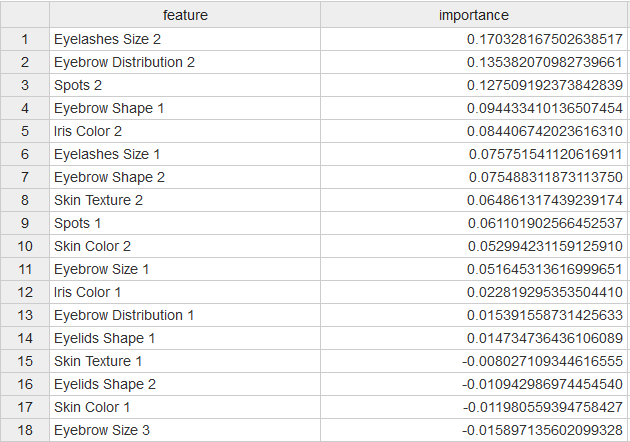 feature importance
1 Eyelashes Size 2 0.170328167502638517
2 Eyebrow Distribution 2 0.135382070982739661
3 Spots 2 0.127509192373842839
4 Eyebrow Shape 1 0.094433410136507454
5 Iris Color 2 0.084406742023616310
6 Eyelashes Size 1 0.075751541120616911
7 Eyebrow Shape 2 0.075488311873113750
8 Skin Texture 2 0.064861317439239174
9 Spots 1 0.061101902566452537
10 Skin Color 2 0.052994231159125910
11 Eyebrow Size 1 0.051645313616999651
12 Iris Color 1 0.022819295353504410
13 Eyebrow Distribution 1 0.015391558731425633
14 Eyelids Shape 1 0.014734736436106089
15 Skin Texture 1 -0.008027109344616555
16 Eyelids Shape 2 -0.010942986974454540
17 Skin Color 1 -0.011980559394758427
18 Eyebrow Size 3 -0.015897135602099328